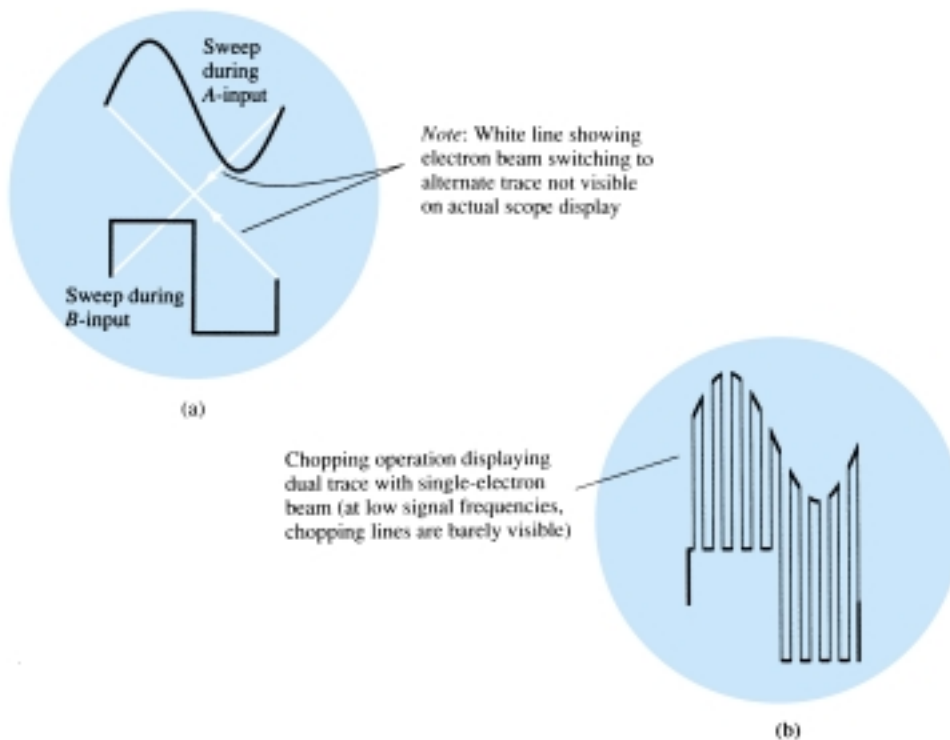 Sweep
during
A-input
Note: White line showing
electron beam switching to
alternate trace not visible
on actual scope display
Sweep during
B-input
(a)
Chopping operation displaying
dual trace with single-electron
beam (at low signal frequencies,
chopping lines are barely visible)
(b)